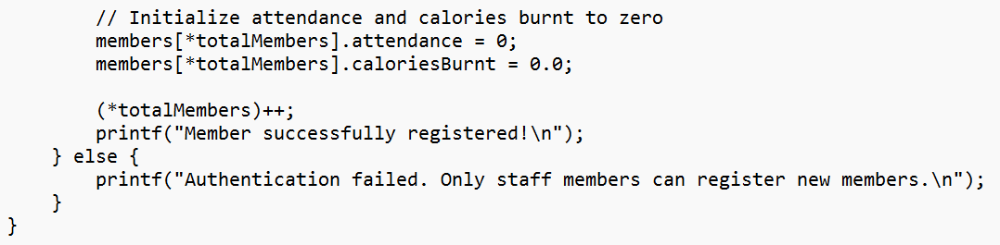 // Initialize attendance and calories burnt to zero
members[*totalMembers].attendance = 0;
members[*totalMembers].caloriesBurnt = 0.0;
(*totalMembers)++;
printf("Member successfully registered!\n");
} else {
printf("Authentication failed. Only staff members can register new members.\n");
}
}